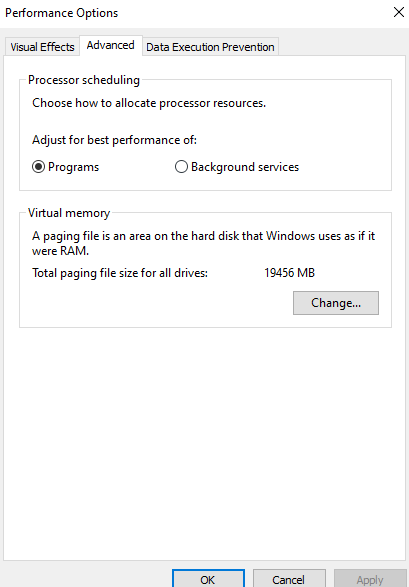 Performance Options
Visual Effects Advanced Data Execution Prevention
Processor scheduling
Choose how to allocate processor resources.
Adjust for best performance of:
Programs Background services
Virtual memory
A paging file is an area on the hard disk that Windows uses as if it
were RAM.
Total paging file size for all drives: 19456 MB
Change...
OK Cancel Apply